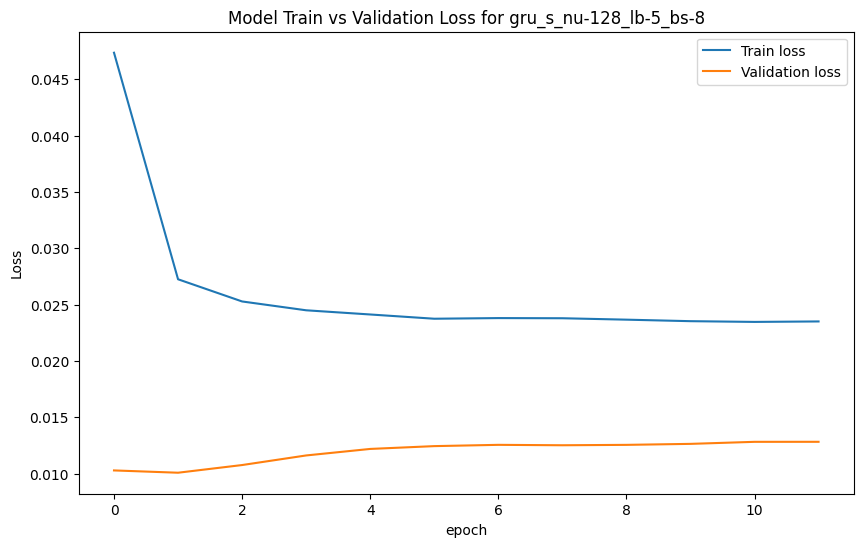 Model Train vs Validation Loss for gru_s_nu-128_lb-5_bs-8
Train loss
Validation loss
0.045
0.040
0.035
0.030
0.025
0.020
0.015
0.010
Loss
0 2 4 6 8 10
epoch